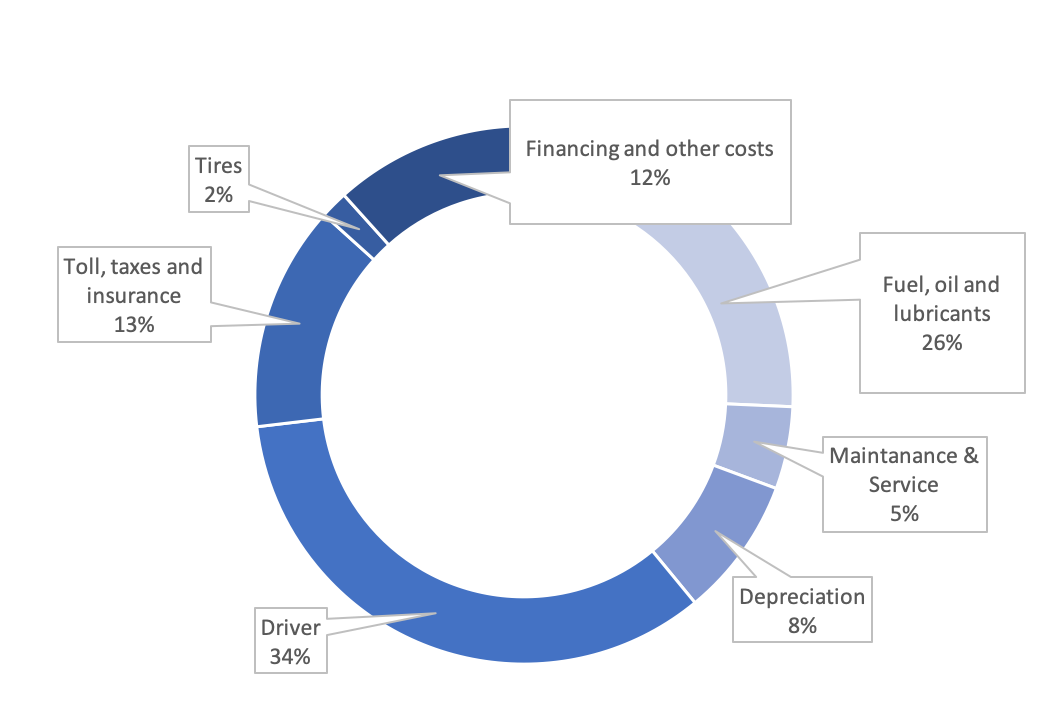 Financing and other costs
12%
Tires
2%
Toll, taxes and
insurance
13%
Fuel, oil and
lubricants
26%
Maintanance &
Service
5%
Depreciation
8%
Driver
34%